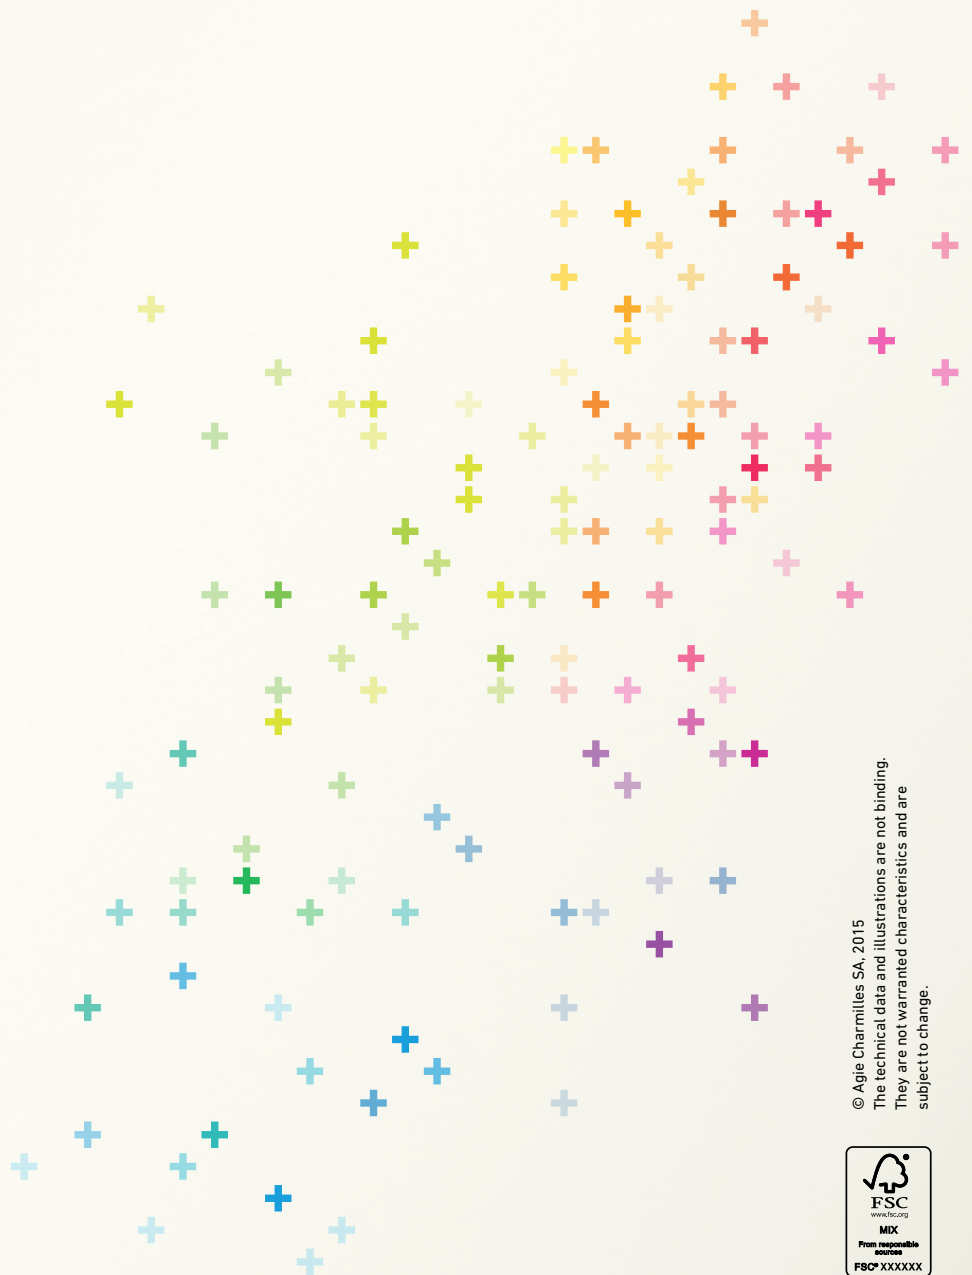 © Agie Charmilles SA, 2015
The technical data and illustrations are not binding.
They are not warranted characteristics and are
subject to change.
FSC
www.fsc.org
MIX
From responsible
sources
FSC® XXXXXX